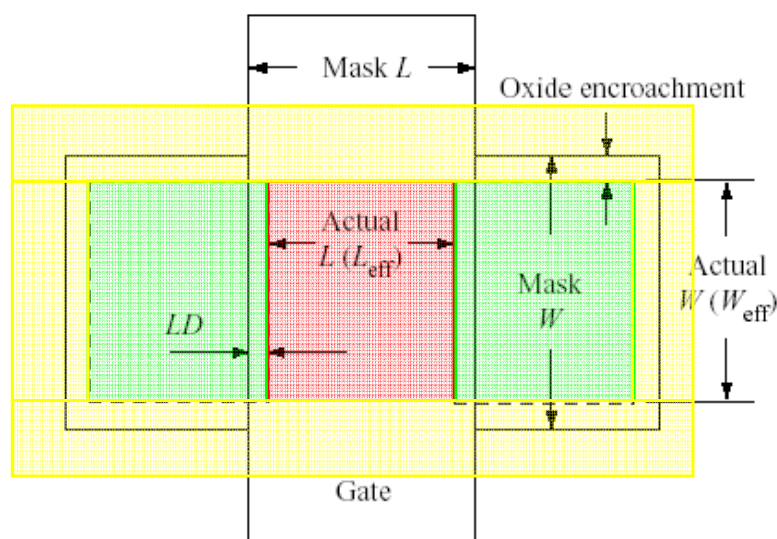 Mask L
Oxide encroachment
Actual
L (Leff)
Mask
W
Actual
W (Weff)
LD
Gate